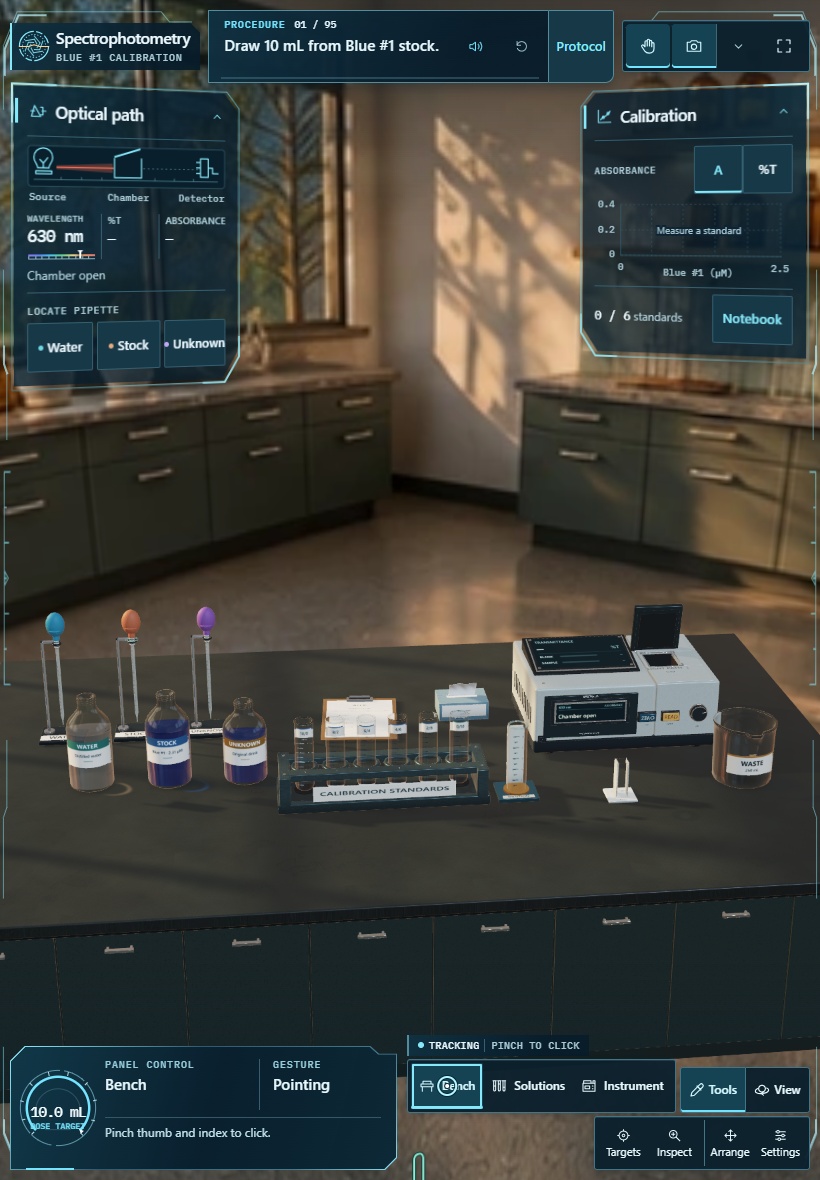 Spectrophotometry
BLUE #1 CALIBRATION
PROCEDURE 01 / 95
Draw 10 mL from Blue #1 stock.
Protocol
Optical path
Source Chamber Detector
WAVELENGTH %T ABSORBANCE
630 nm — —
Chamber open
LOCATE PIPETTE
Water Stock Unknown
Calibration
ABSORBANCE A %T
0.4
0.2
0
Measure a standard
0 Blue #1 (µM) 2.5
0 / 6 standards
Notebook
TRANSMITTANCE
%T
Chamber open
ZERO
READ
WATER
STOCK
UNKNOWN
CALIBRATION STANDARDS
WASTE
TRACKING PINCH TO CLICK
PANEL CONTROL GESTURE
Bench Pointing
10.0 mL
DOSE TARGET
Pinch thumb and index to click.
Bench Solutions Instrument
Tools View
Targets Inspect Arrange Settings